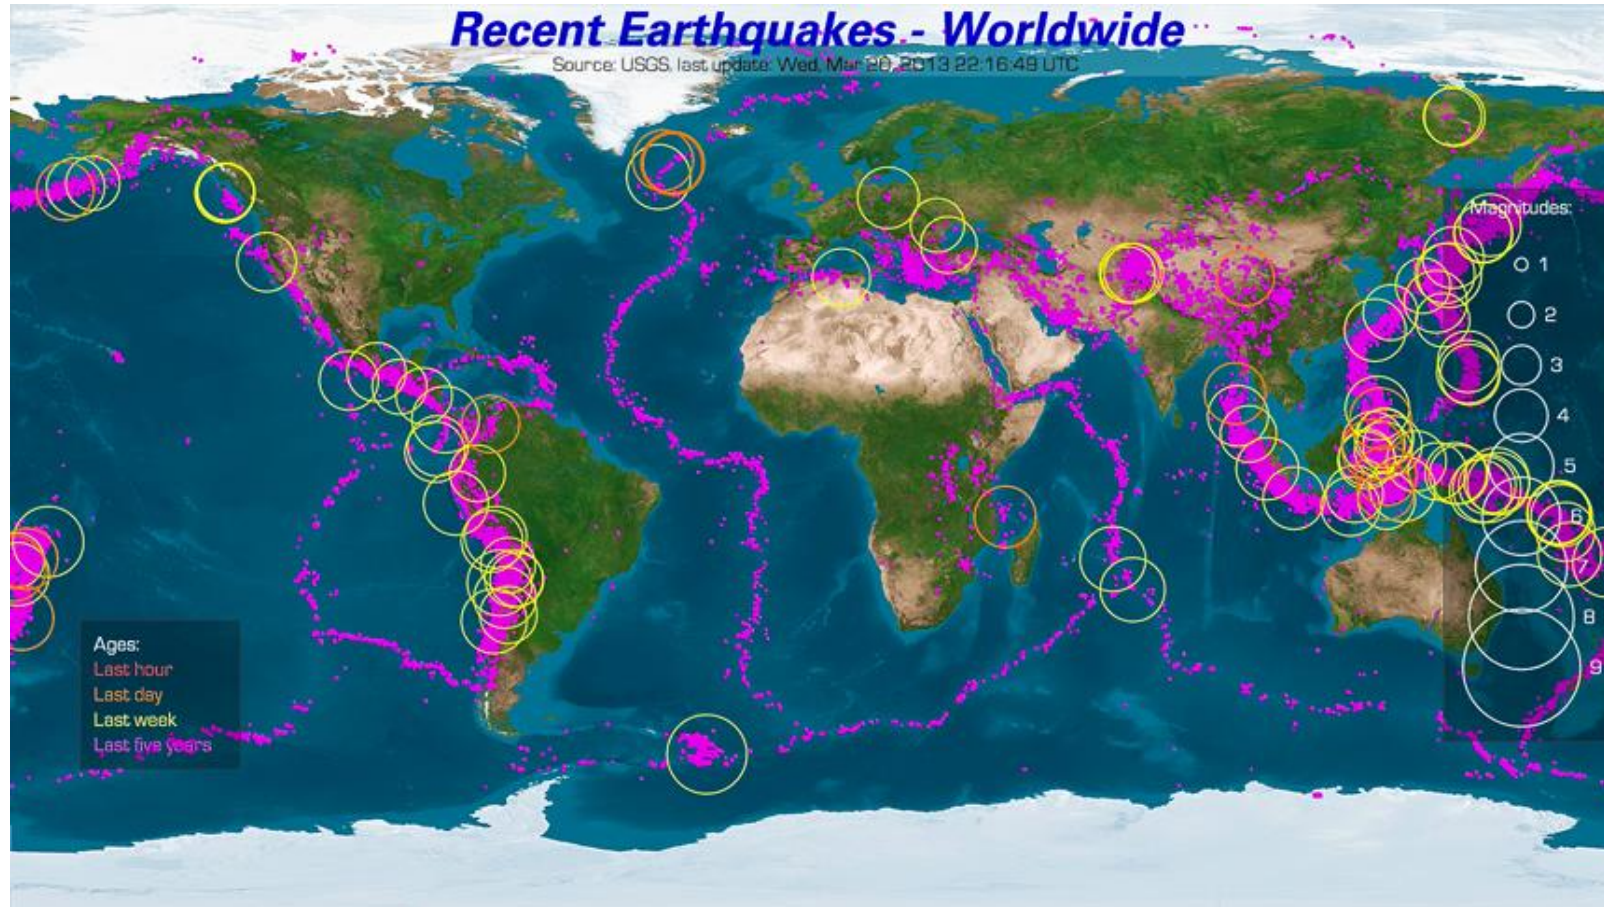 Recent Earthquakes - Worldwide
Source: USGS, last update: Wed, Mar 20, 2013 22:16:49 UTC
Magnitudes:
1
2
3
4
5
6
7
8
9
Ages:
Last hour
Last day
Last week
Last five years